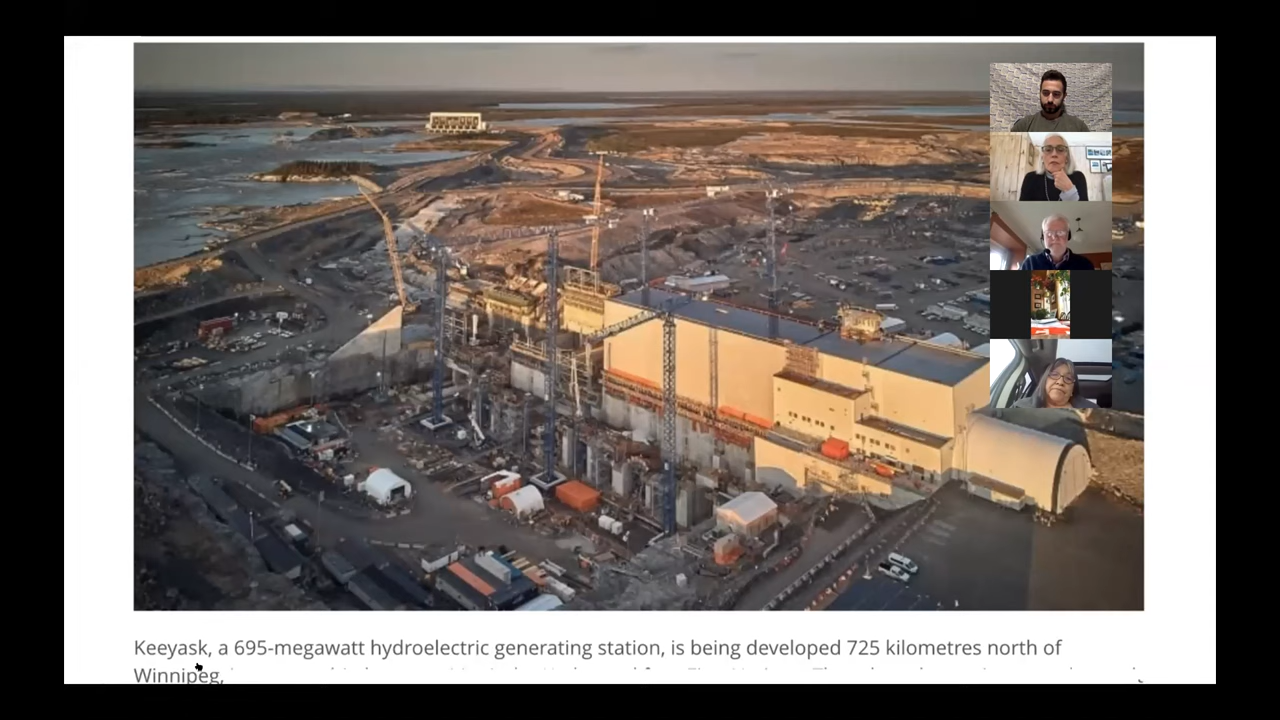 Keeyask, a 695-megawatt hydroelectric generating station, is being developed 725 kilometres north of
Winnipeg,